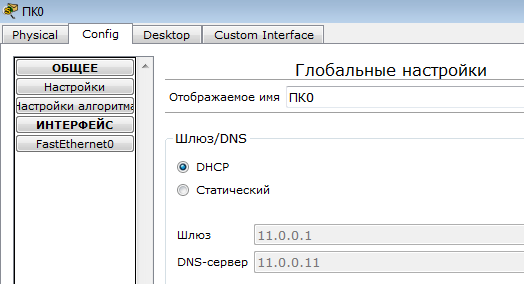 ПК0
Physical Config Desktop Custom Interface
ОБЩЕЕ
Настройки
Настройки алгоритма
ИНТЕРФЕЙС
FastEthernet0
Глобальные настройки
Отображаемое имя ПК0
Шлюз/DNS
DHCP
Статический
Шлюз 11.0.0.1
DNS-сервер 11.0.0.11